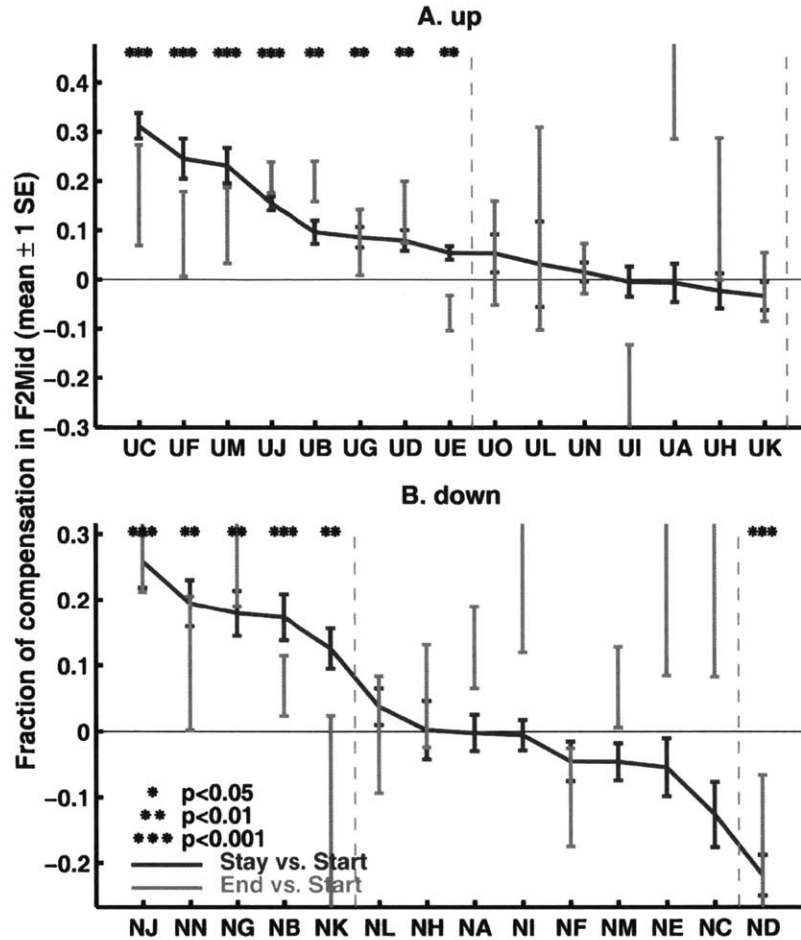 A. up
*** *** *** *** ** ** ** **
0.4
0.3
0.2
0.1
0
−0.1
−0.2
−0.3
UC UF UM UJ UB UG UD UE UO UL UN UI UA UH UK
Fraction of compensation in F2Mid (mean ± 1 SE)
B. down
*** ** ** *** ** ***
0.3
0.2
0.1
0
−0.1
−0.2
* p<0.05
** p<0.01
*** p<0.001
Stay vs. Start
End vs. Start
NJ NN NG NB NK NL NH NA NI NF NM NE NC ND